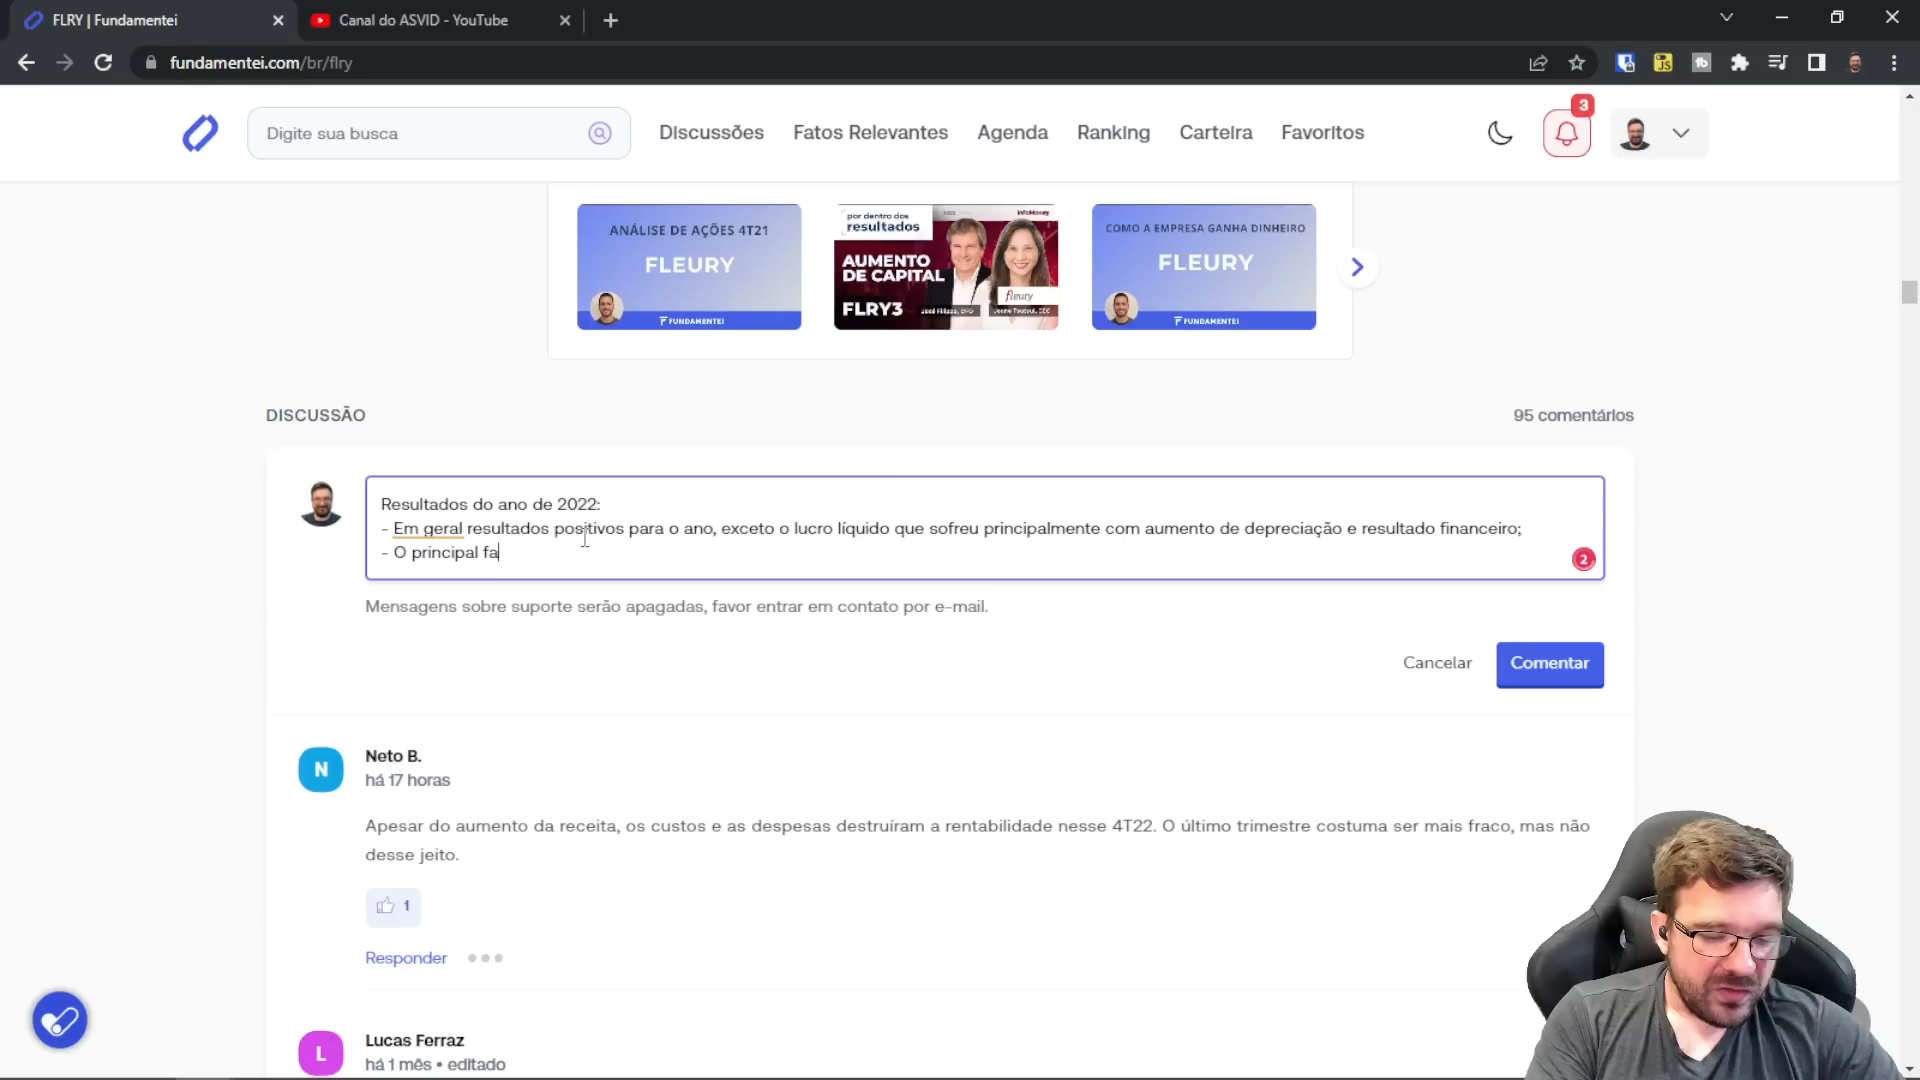 FLRY | Fundamentei
Canal do ASVID - YouTube
fundamentei.com/br/flry
Digite sua busca
Discussões
Fatos Relevantes
Agenda
Ranking
Carteira
Favoritos
3
ANÁLISE DE AÇÕES 4T21
FLEURY
FUNDAMENTEI
por dentro dos
resultados
InfoMoney
AUMENTO
DE CAPITAL
FLRY3
fleury
COMO A EMPRESA GANHA DINHEIRO
FLEURY
FUNDAMENTEI
DISCUSSÃO
95 comentários
Resultados do ano de 2022:
- Em geral resultados positivos para o ano, exceto o lucro líquido que sofreu principalmente com aumento de depreciação e resultado financeiro;
- O principal fa
2
Mensagens sobre suporte serão apagadas, favor entrar em contato por e-mail.
Cancelar
Comentar
N
Neto B.
há 17 horas
Apesar do aumento da receita, os custos e as despesas destruíram a rentabilidade nesse 4T22. O último trimestre costuma ser mais fraco, mas não
desse jeito.
1
Responder
L
Lucas Ferraz
há 1 mês • editado